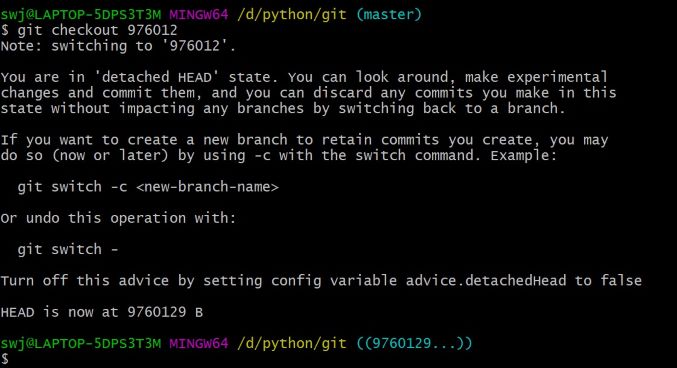 swj@LAPTOP-5DPS3T3M MINGW64 /d/python/git (master)
$ git checkout 976012
Note: switching to '976012'.
You are in 'detached HEAD' state. You can look around, make experimental
changes and commit them, and you can discard any commits you make in this
state without impacting any branches by switching back to a branch.
If you want to create a new branch to retain commits you create, you may
do so (now or later) by using -c with the switch command. Example:
git switch -c <new-branch-name>
Or undo this operation with:
git switch -
Turn off this advice by setting config variable advice.detachedHead to false
HEAD is now at 9760129 B
swj@LAPTOP-5DPS3T3M MINGW64 /d/python/git ((9760129...))
$